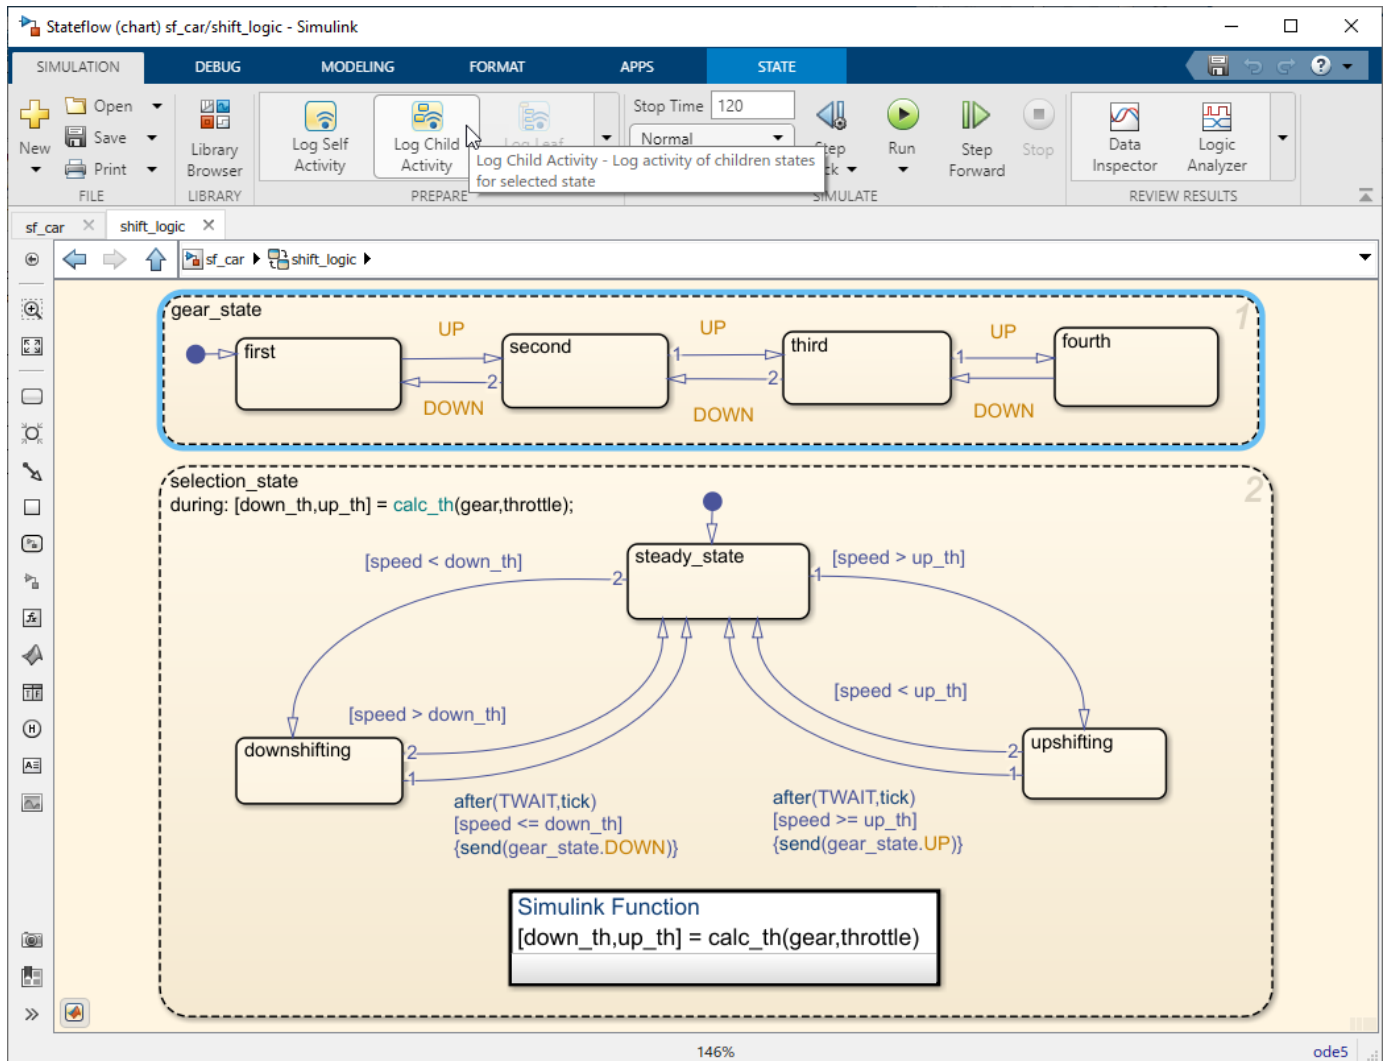 Stateflow (chart) sf_car/shift_logic - Simulink
SIMULATION DEBUG MODELING FORMAT APPS STATE
New
Open
Save
Print
FILE
Library
Browser
LIBRARY
Log Self
Activity
Log Child
Activity
Log Leaf
PREPARE
Log Child Activity - Log activity of children states
for selected state
Stop Time 120
Normal
Run
Step
Forward
Stop
SIMULATE
Data
Inspector
Logic
Analyzer
REVIEW RESULTS
sf_car shift_logic
sf_car shift_logic
gear_state
1
first
UP
second
1 UP
third
1 UP
fourth
2
DOWN
2
DOWN
DOWN
selection_state
2
during: [down_th,up_th] = calc_th(gear,throttle);
steady_state
[speed < down_th]
2
1
[speed > up_th]
[speed > down_th]
[speed < up_th]
downshifting
2
1
upshifting
2
1
after(TWAIT,tick)
[speed <= down_th]
{send(gear_state.DOWN)}
after(TWAIT,tick)
[speed >= up_th]
{send(gear_state.UP)}
Simulink Function
[down_th,up_th] = calc_th(gear,throttle)
146%
ode5